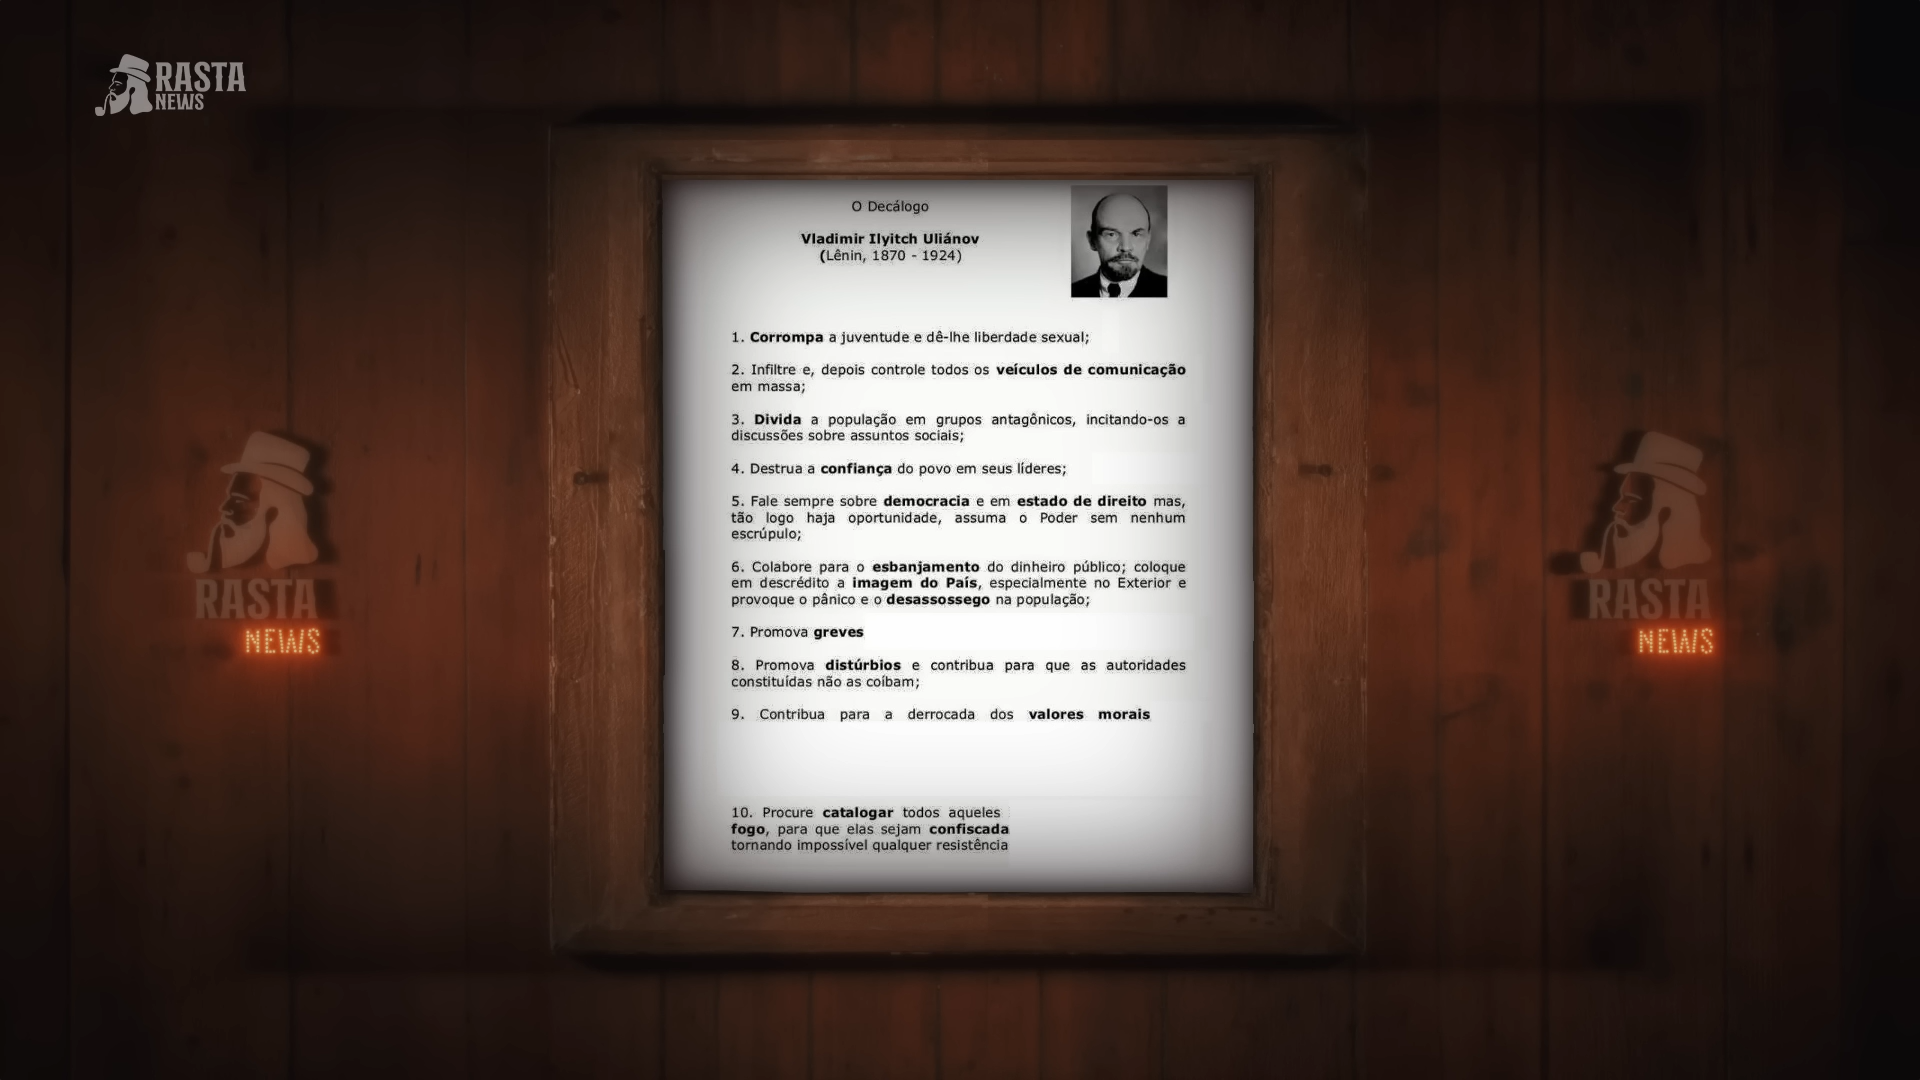 RASTA
NEWS
O Decálogo
Vladimir Ilyitch Uliánov
(Lênin, 1870 - 1924)
1. Corrompa a juventude e dê-lhe liberdade sexual;
2. Infiltre e, depois controle todos os veículos de comunicação
em massa;
3. Divida a população em grupos antagônicos, incitando-os a
discussões sobre assuntos sociais;
4. Destrua a confiança do povo em seus líderes;
5. Fale sempre sobre democracia e em estado de direito mas,
tão logo haja oportunidade, assuma o Poder sem nenhum
escrúpulo;
6. Colabore para o esbanjamento do dinheiro público; coloque
em descrédito a imagem do País, especialmente no Exterior e
provoque o pânico e o desassossego na população;
7. Promova greves
8. Promova distúrbios e contribua para que as autoridades
constituídas não as coíbam;
9. Contribua para a derrocada dos valores morais
10. Procure catalogar todos aqueles
fogo, para que elas sejam confiscada
tornando impossível qualquer resistência
RASTA
NEWS
RASTA
NEWS